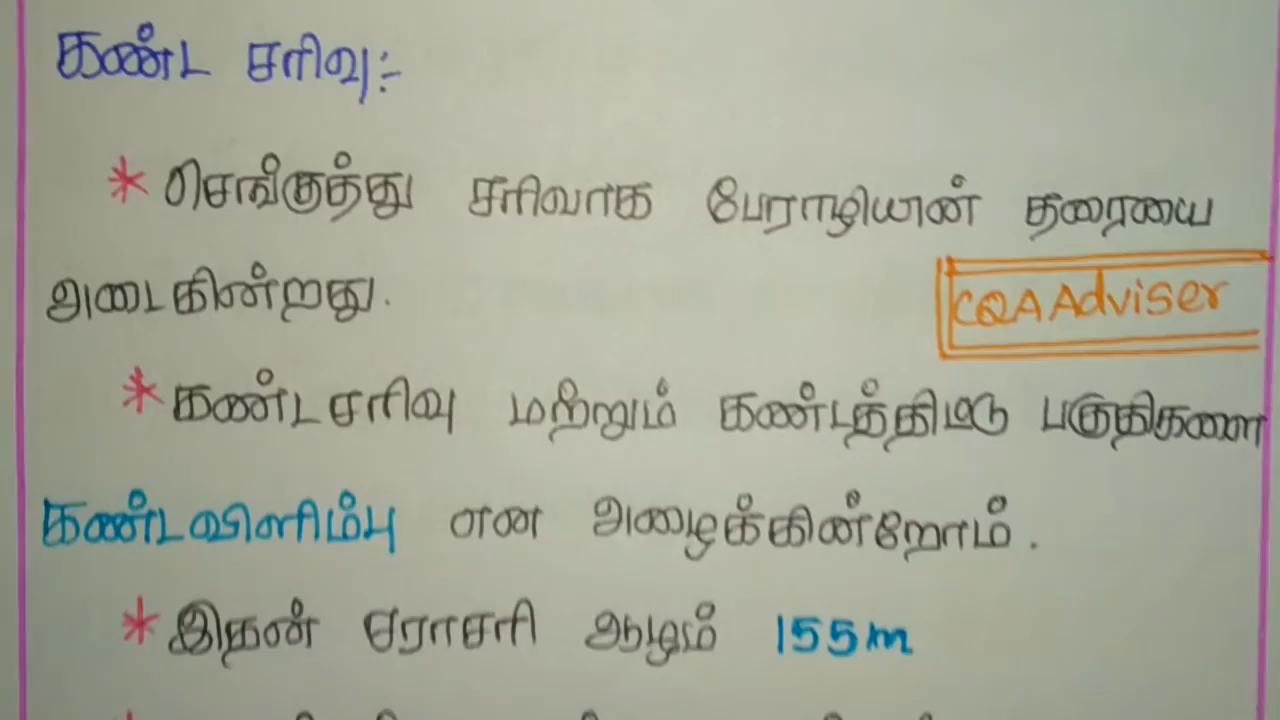 கண்ட சரிவு:-
* செங்குத்து சரிவாக பேராழியின் தரையை
அடைகின்றது.
CQA Adviser
* கண்டசரிவு மற்றும் கண்டத்திட்டு பகுதிகளை
கண்டவிளிம்பு என அழைக்கின்றோம்.
* இதன் சராசரி ஆழம் 155m